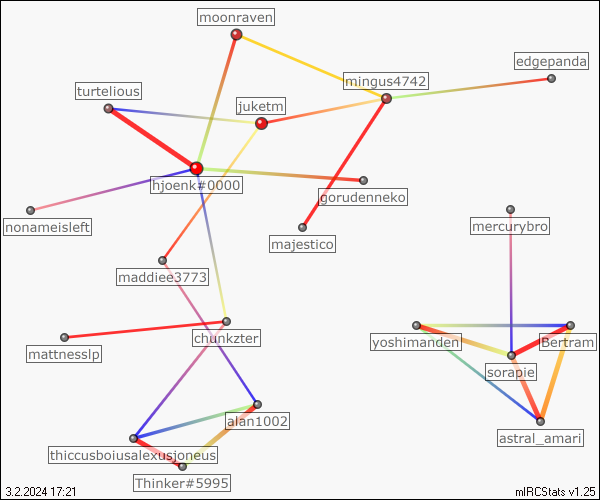 moonraven
edgepanda
mingus4742
turtelious
juketm
hjoenk#0000
gorudenneko
nonameisleft
mercurybro
majestico
maddiee3773
chunkzter
yoshimanden
Bertram
mattnesslp
sorapie
alan1002
astral_amari
thiccusboiusalexusjoneus
Thinker#5995
3.2.2024 17:21
mIRCStats v1.25